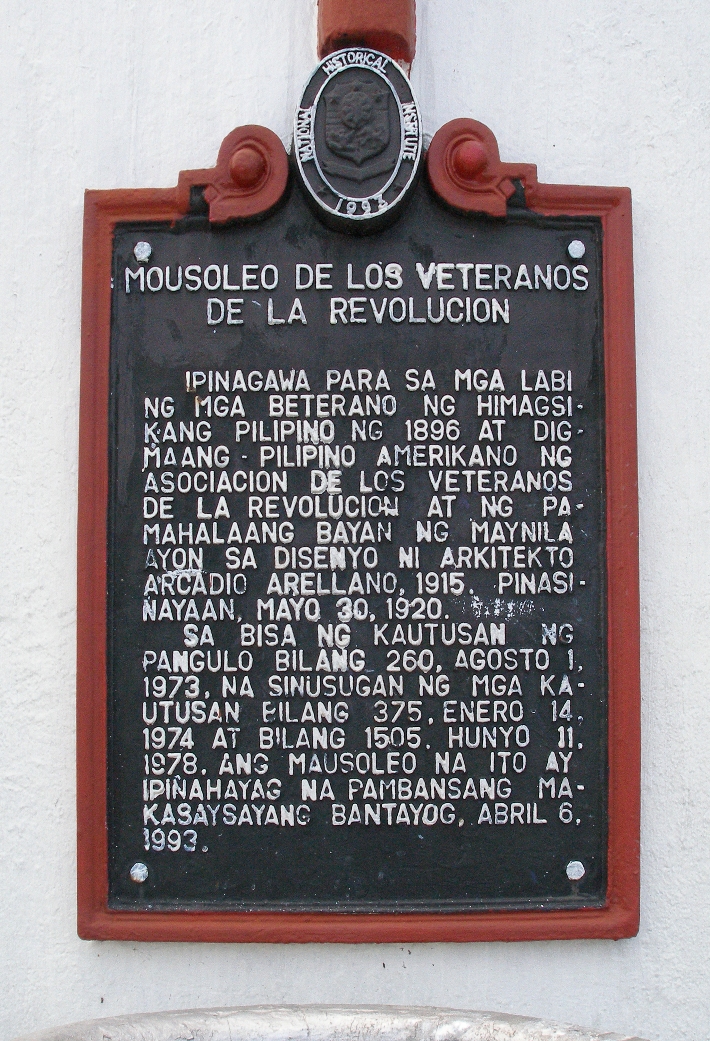 NATIONAL HISTORICAL INSTITUTE
1993
MOUSOLEO DE LOS VETERANOS
DE LA REVOLUCION
IPINAGAWA PARA SA MGA LABI
NG MGA BETERANO NG HIMAGSI-
KANG PILIPINO NG 1896 AT DIG-
MAANG - PILIPINO AMERIKANO NG
ASOCIACION DE LOS VETERANOS
DE LA REVOLUCION AT NG PA-
MAHALAANG BAYAN NG MAYNILA
AYON SA DISENYO NI ARKITEKTO
ARCADIO ARELLANO, 1915. PINASI-
NAYAAN, MAYO 30, 1920.
SA BISA NG KAUTUSAN NG
PANGULO BILANG 260, AGOSTO 1,
1973, NA SINUSUGAN NG MGA KA-
UTUSAN BILANG 375, ENERO 14,
1974 AT BILANG 1505, HUNYO 11,
1978, ANG MAUSOLEO NA ITO AY
IPIÑAHAYAG NA PAMBANSANG MA-
KASAYSAYANG BANTAYOG, ABRIL 6,
1993.